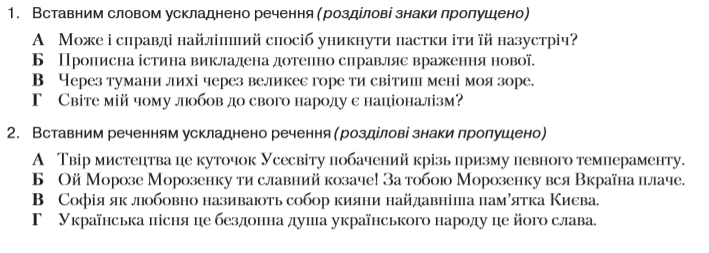 1. Вставним словом ускладнено речення (розділові знаки пропущено)
А Може і справді найліпший спосіб уникнути пастки іти їй назустріч?
Б Прописна істина викладена дотепно справляє враження нової.
В Через тумани лихі через великеє горе ти світиш мені моя зоре.
Г Світе мій чому любов до свого народу є націоналізм?
2. Вставним реченням ускладнено речення (розділові знаки пропущено)
А Твір мистецтва це куточок Усесвіту побачений крізь призму певного темпераменту.
Б Ой Морозе Морозенку ти славний козаче! За тобою Морозенку вся Вкраїна плаче.
В Софія як любовно називають собор кияни найдавніша пам’ятка Києва.
Г Українська пісня це бездонна душа українського народу це його слава.